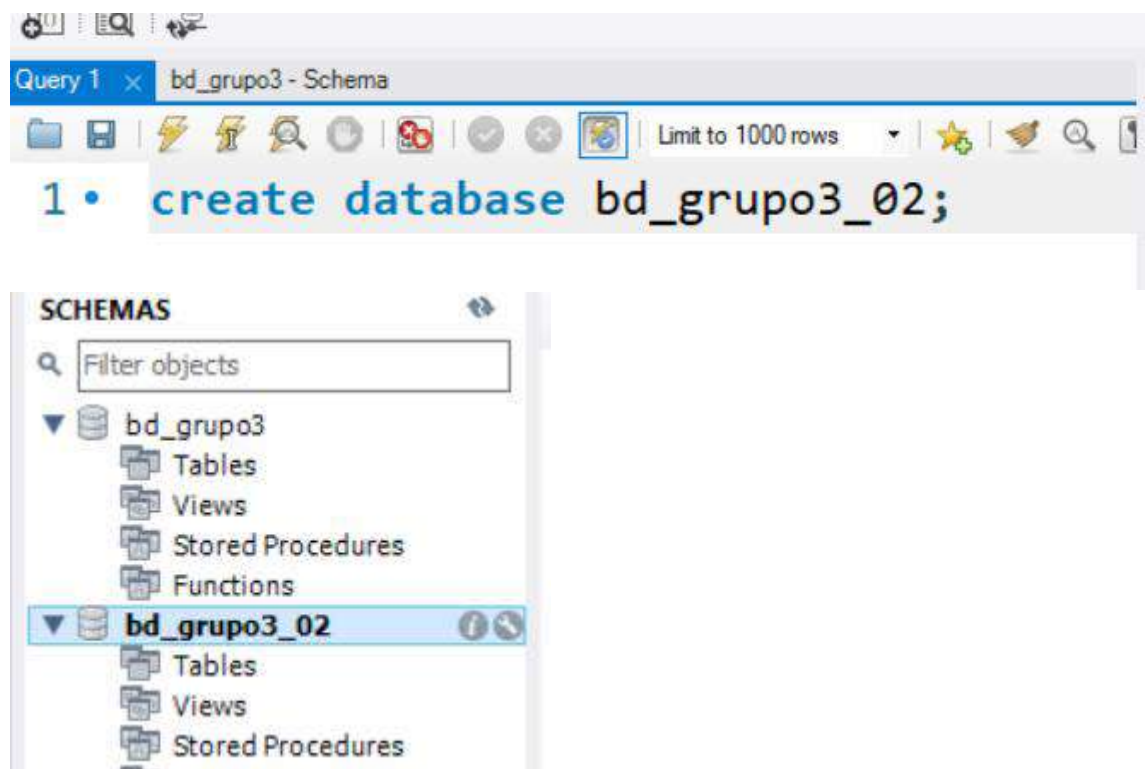 Query 1 bd_grupo3 - Schema
Limit to 1000 rows
1 • create database bd_grupo3_02;
SCHEMAS
Filter objects
bd_grupo3
Tables
Views
Stored Procedures
Functions
bd_grupo3_02
Tables
Views
Stored Procedures